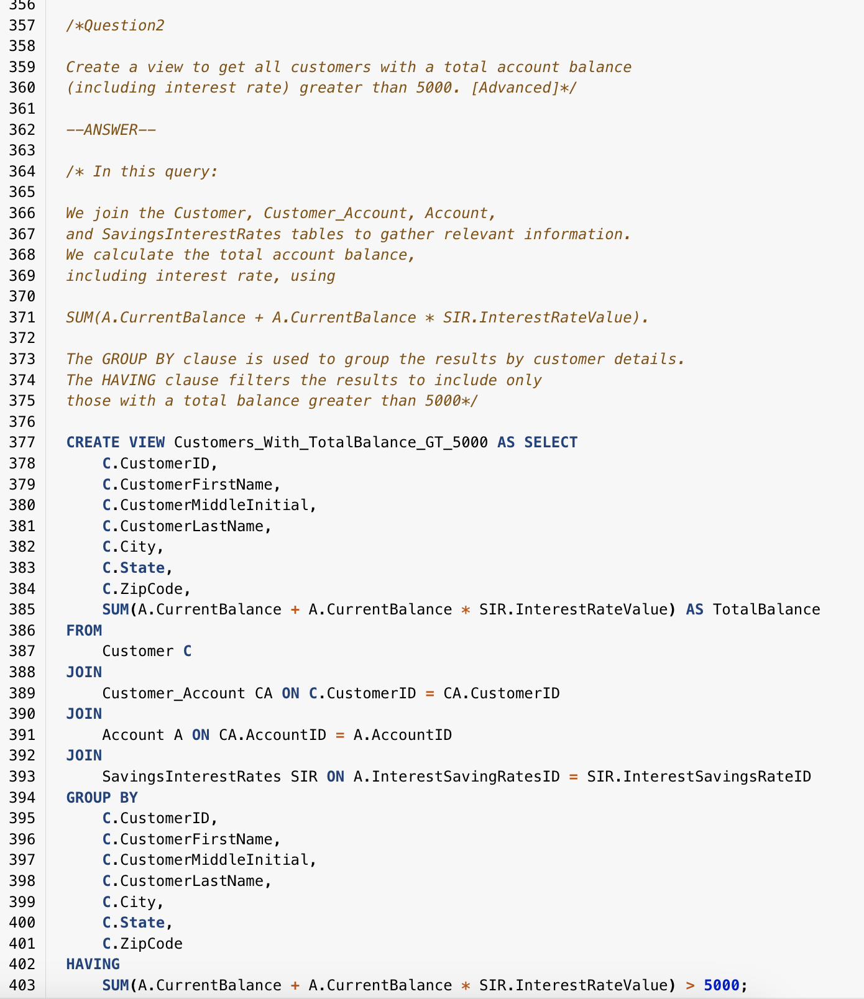 356
357 /*Question2
358
359 Create a view to get all customers with a total account balance
360 (including interest rate) greater than 5000. [Advanced]*/
361
362 --ANSWER--
363
364 /* In this query:
365
366 We join the Customer, Customer_Account, Account,
367 and SavingsInterestRates tables to gather relevant information.
368 We calculate the total account balance,
369 including interest rate, using
370
371 SUM(A.CurrentBalance + A.CurrentBalance * SIR.InterestRateValue).
372
373 The GROUP BY clause is used to group the results by customer details.
374 The HAVING clause filters the results to include only
375 those with a total balance greater than 5000*/
376
377 CREATE VIEW Customers_With_TotalBalance_GT_5000 AS SELECT
378     C.CustomerID,
379     C.CustomerFirstName,
380     C.CustomerMiddleInitial,
381     C.CustomerLastName,
382     C.City,
383     C.State,
384     C.ZipCode,
385     SUM(A.CurrentBalance + A.CurrentBalance * SIR.InterestRateValue) AS TotalBalance
386 FROM
387     Customer C
388 JOIN
389     Customer_Account CA ON C.CustomerID = CA.CustomerID
390 JOIN
391     Account A ON CA.AccountID = A.AccountID
392 JOIN
393     SavingsInterestRates SIR ON A.InterestSavingRatesID = SIR.InterestSavingsRateID
394 GROUP BY
395     C.CustomerID,
396     C.CustomerFirstName,
397     C.CustomerMiddleInitial,
398     C.CustomerLastName,
399     C.City,
400     C.State,
401     C.ZipCode
402 HAVING
403     SUM(A.CurrentBalance + A.CurrentBalance * SIR.InterestRateValue) > 5000;